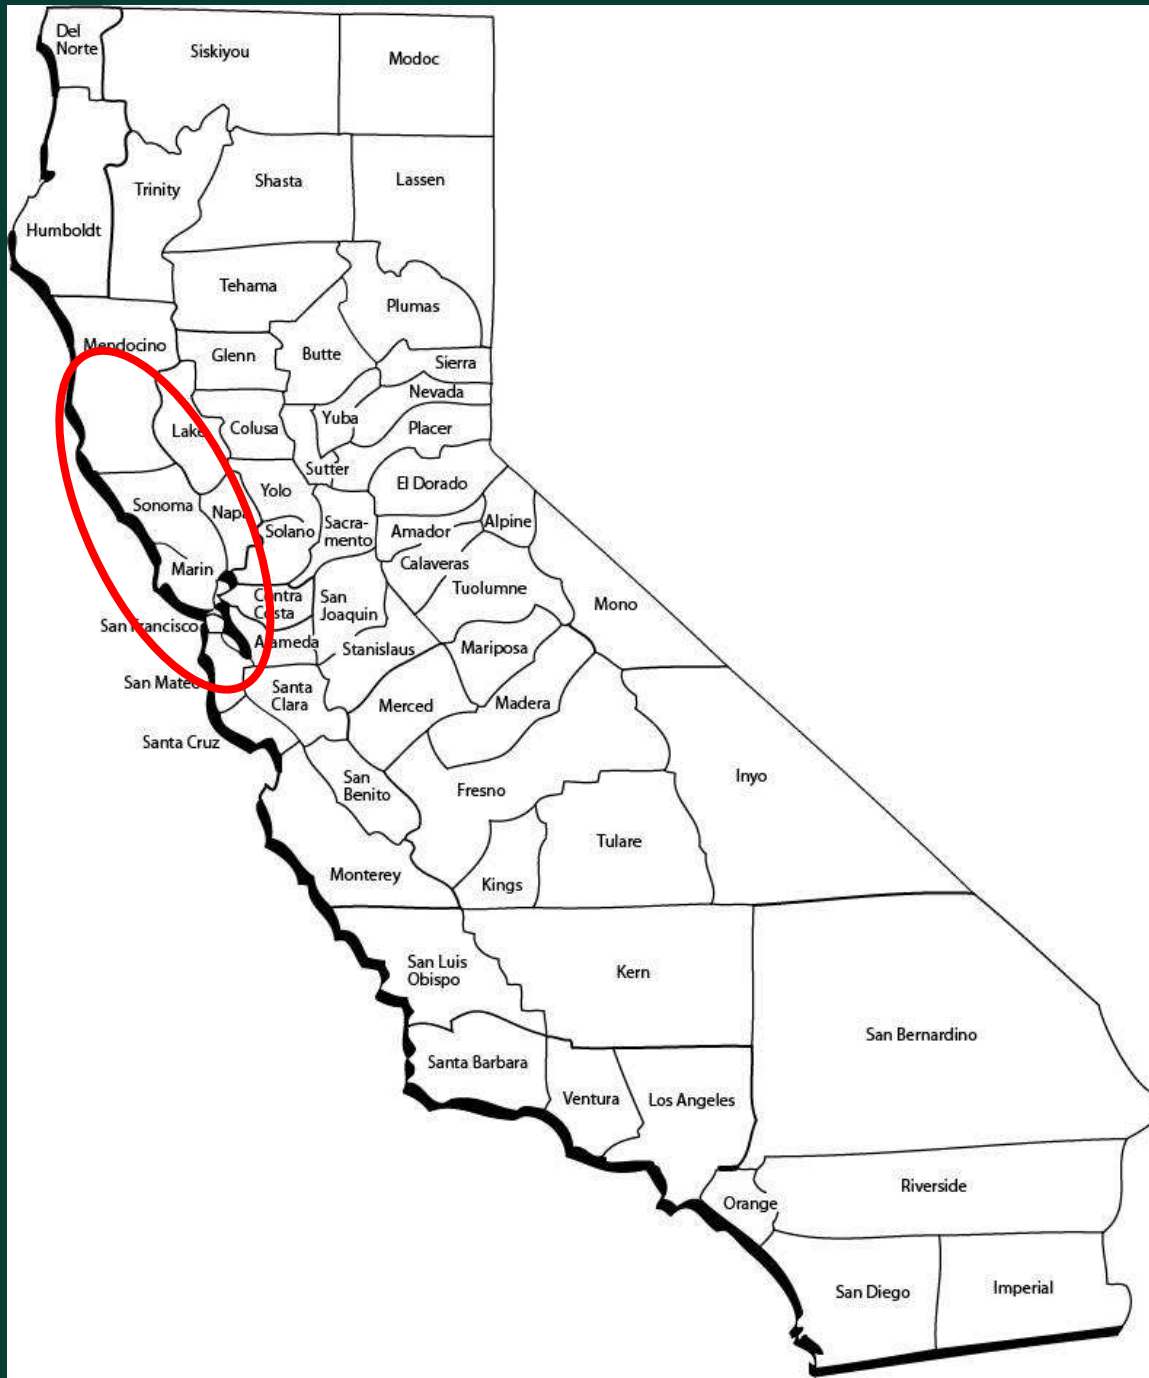 Del
Norte
Siskiyou
Modoc
Trinity
Shasta
Lassen
Humboldt
Tehama
Plumas
Mendocino
Glenn
Butte
Sierra
Nevada
Yuba
Placer
Lake
Colusa
Sutter
El Dorado
Yolo
Sonoma
Napa
Solano
Sacra-
mento
Amador
Alpine
Marin
Calaveras
Tuolumne
Contra
Costa
San
Joaquin
Mono
San Francisco
Alameda
Stanislaus
Mariposa
San Mateo
Santa
Clara
Merced
Madera
Santa Cruz
San
Benito
Fresno
Inyo
Tulare
Monterey
Kings
San Luis
Obispo
Kern
San Bernardino
Santa Barbara
Ventura
Los Angeles
Orange
Riverside
San Diego
Imperial